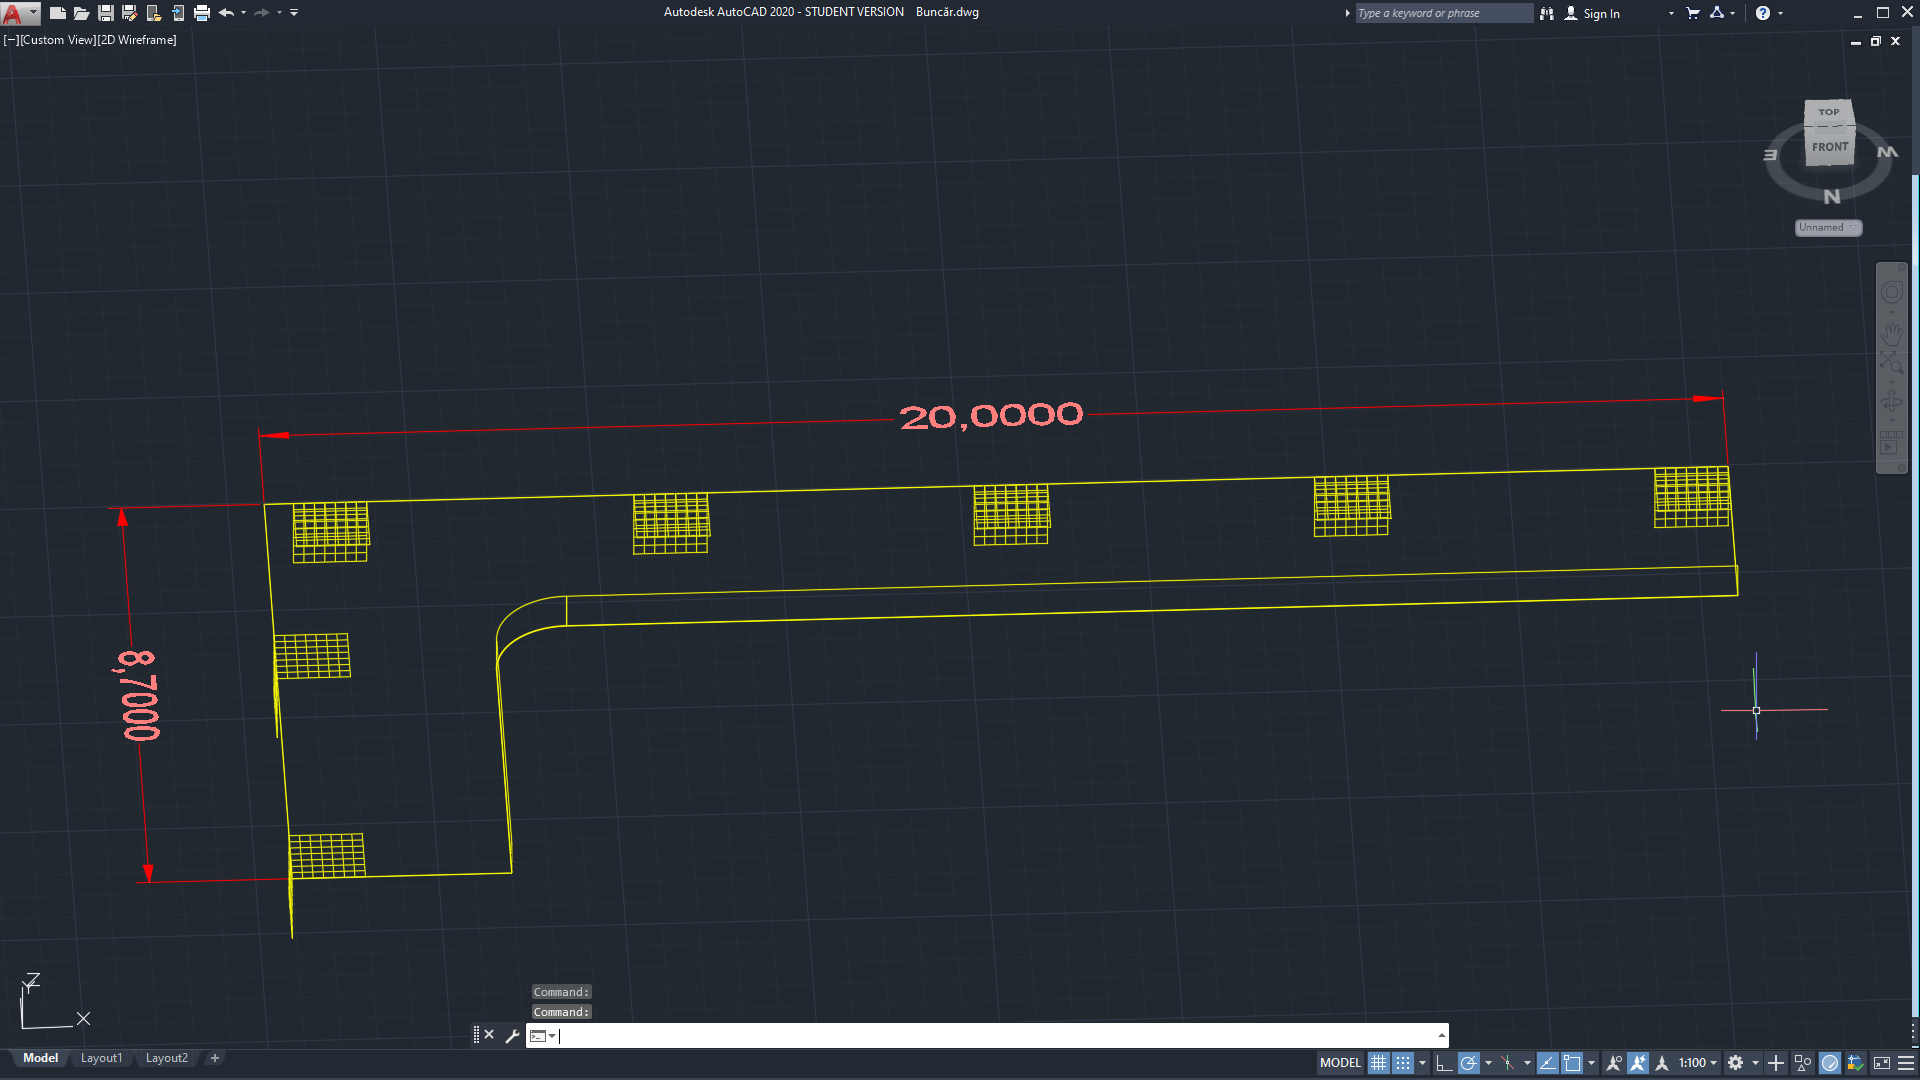 Autodesk AutoCAD 2020 - STUDENT VERSION Buncăr.dwg
Type a keyword or phrase
Sign In
[−][Custom View][2D Wireframe]
TOP
FRONT
E
W
N
Unnamed
20,0000
8,7000
Z
Y
X
Command:
Command:
Model Layout1 Layout2 +
MODEL
1:100